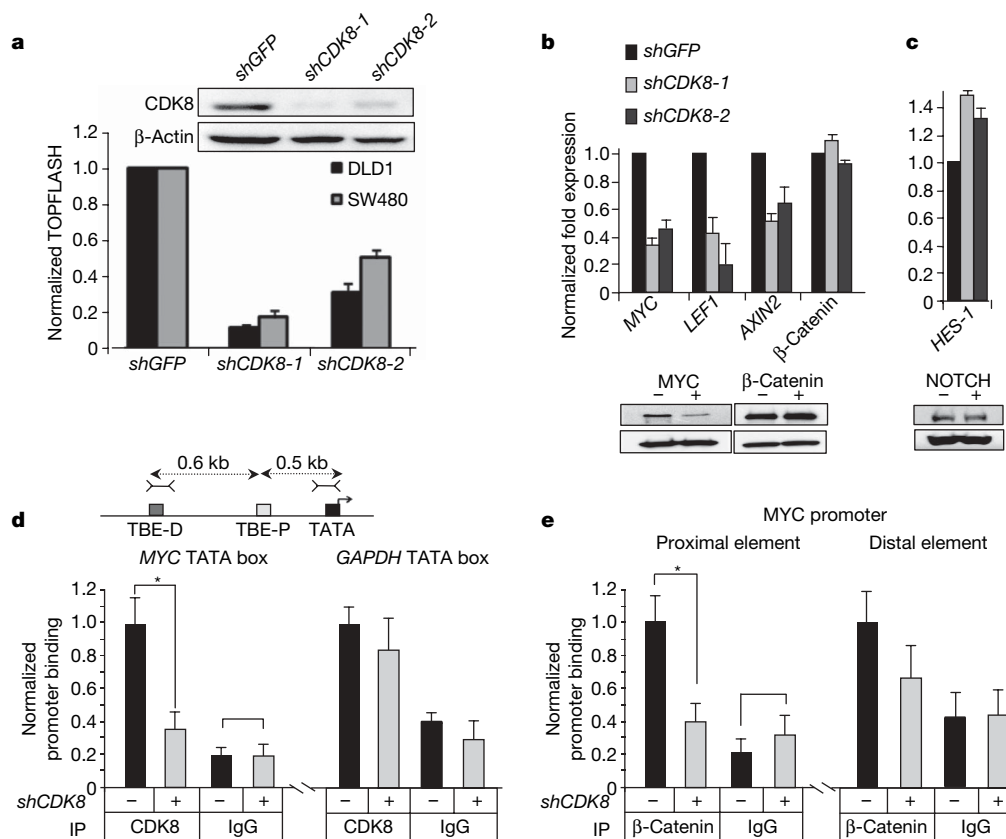 a
shGFP
shCDK8-1
shCDK8-2
CDK8
β-Actin
Normalized TOPFLASH
1.2
1.0
0.8
0.6
0.4
0.2
0
DLD1
SW480
shGFP shCDK8-1 shCDK8-2
b
shGFP
shCDK8-1
shCDK8-2
Normalized fold expression
1.0
0.8
0.6
0.4
0.2
MYC LEF1 AXIN2 β-Catenin
MYC β-Catenin
− + − +
c
1.4
1.2
1.0
0.8
0.6
0.4
0.2
0
HES-1
NOTCH
− +
0.6 kb 0.5 kb
d
TBE-D TBE-P TATA
MYC TATA box GAPDH TATA box
Normalized
promoter binding
1.2
1.0
0.8
0.6
0.4
0.2
0
*
shCDK8 − + − + − + − +
IP CDK8 IgG CDK8 IgG
e
MYC promoter
Proximal element Distal element
Normalized
promoter binding
1.2
1.0
0.8
0.6
0.4
0.2
0
*
shCDK8 − + − + − + − +
IP β-Catenin IgG β-Catenin IgG